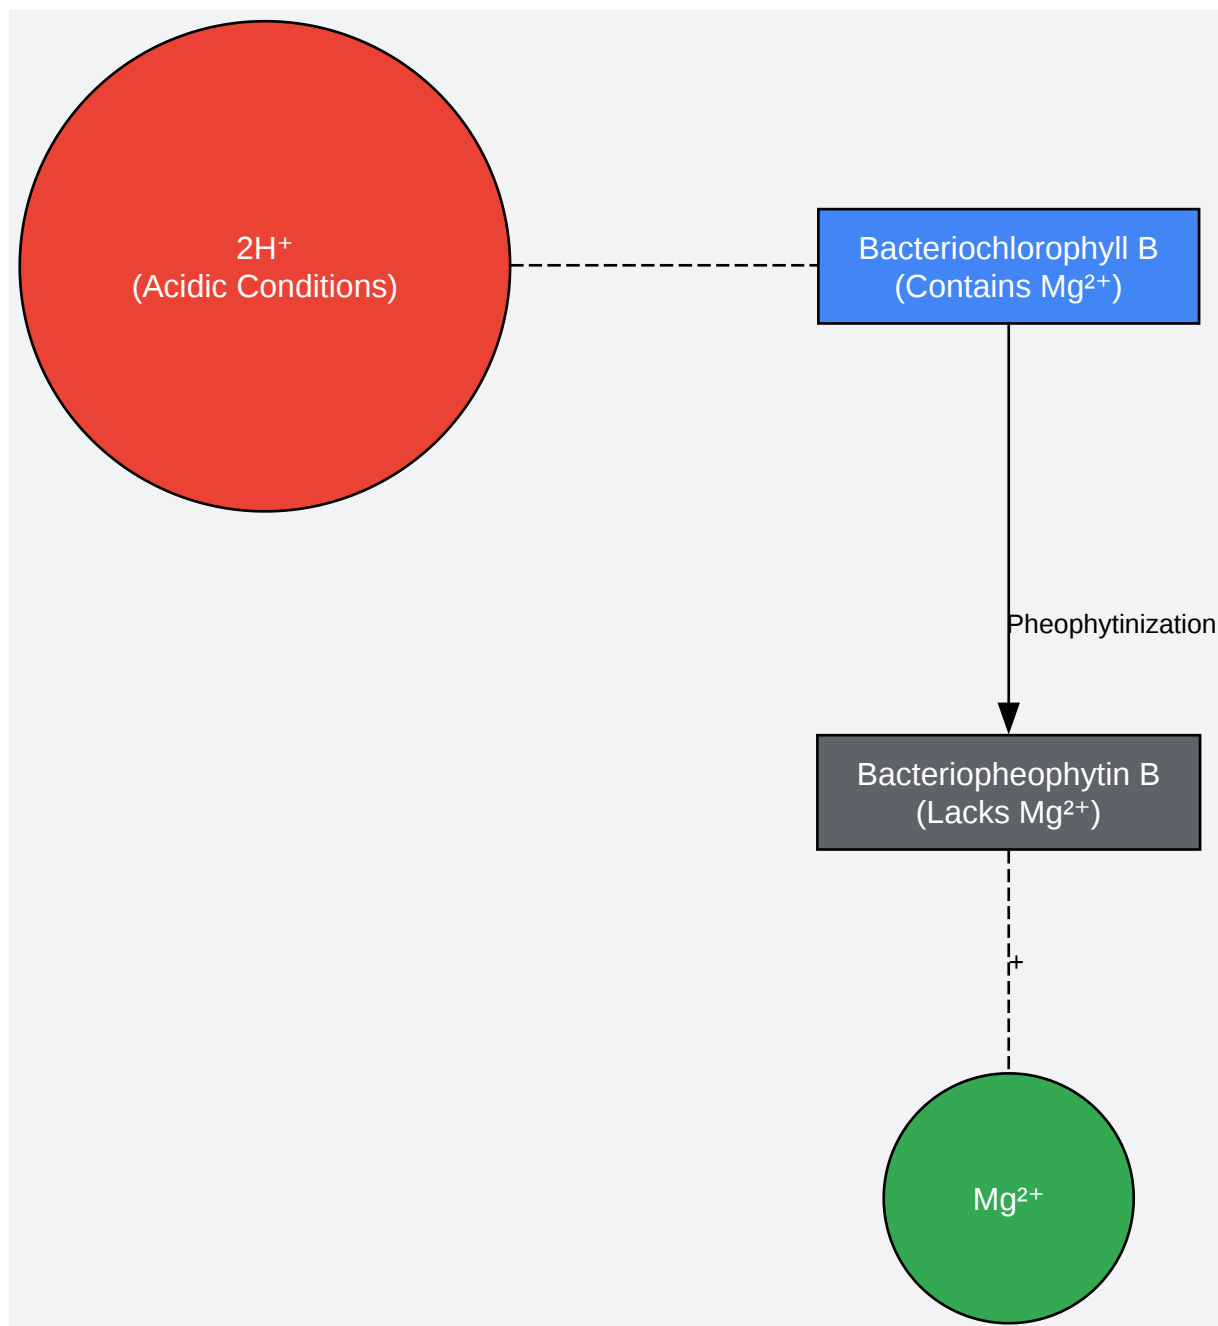 2H⁺
(Acidic Conditions)
Bacteriochlorophyll B
(Contains Mg²⁺)
Pheophytinization
Bacteriopheophytin B
(Lacks Mg²⁺)
+
Mg²⁺